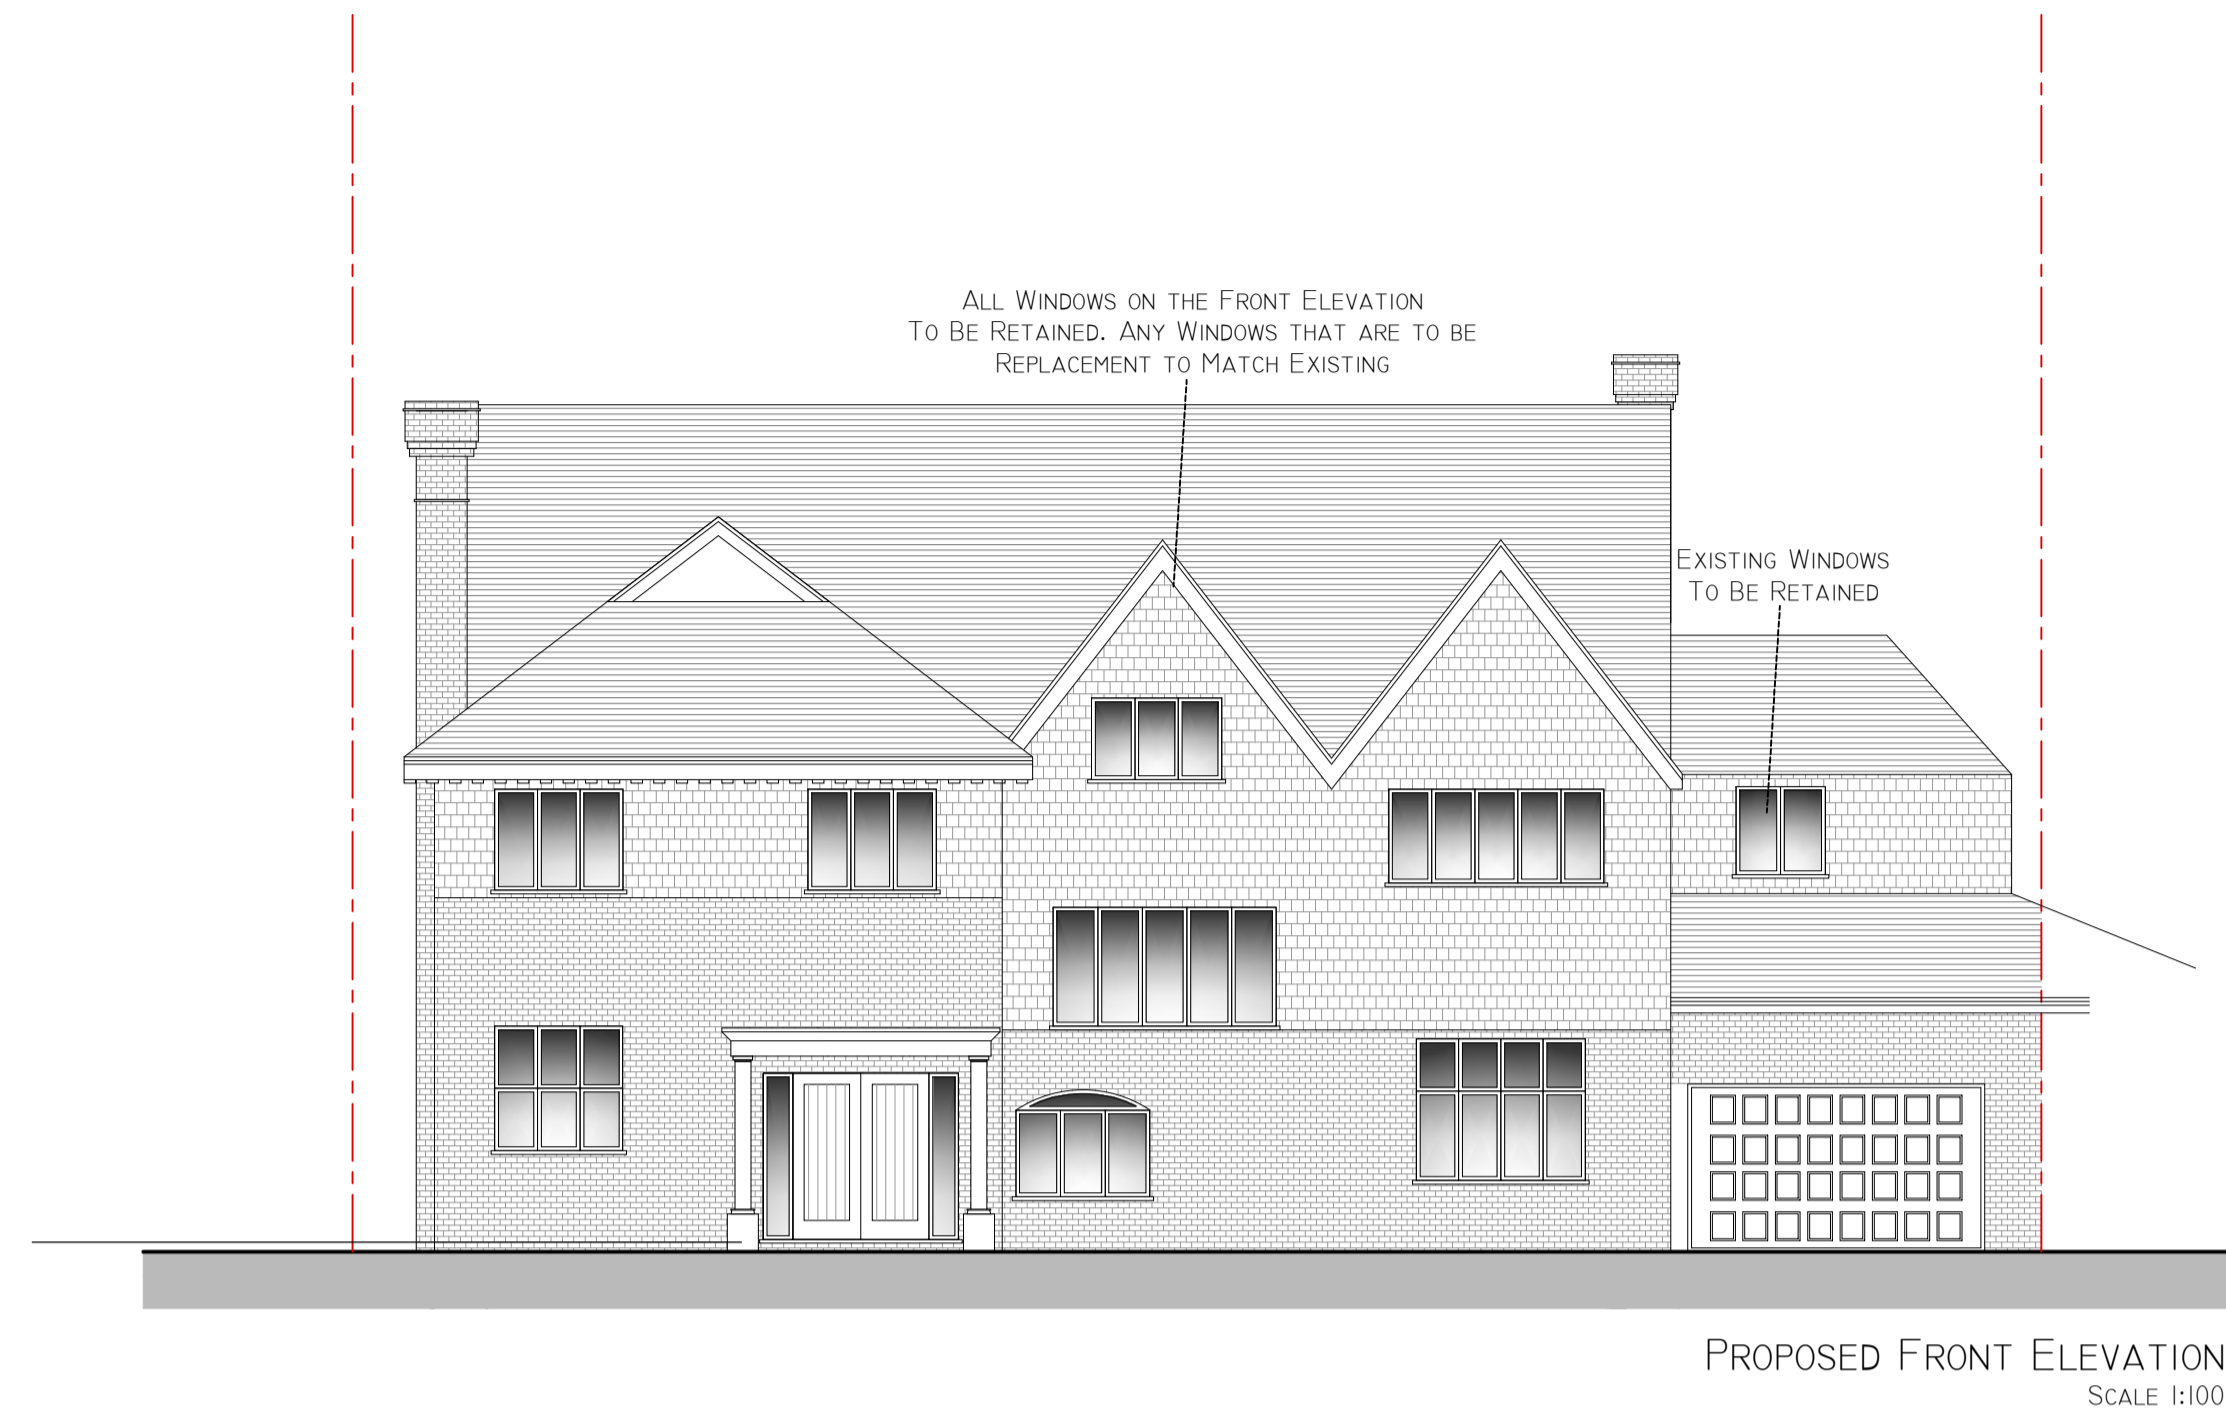 All Windows on the Front Elevation
To Be Retained. Any Windows that are to be
Replacement to Match Existing
Existing Windows
To Be Retained
Proposed Front Elevation
Scale 1:100